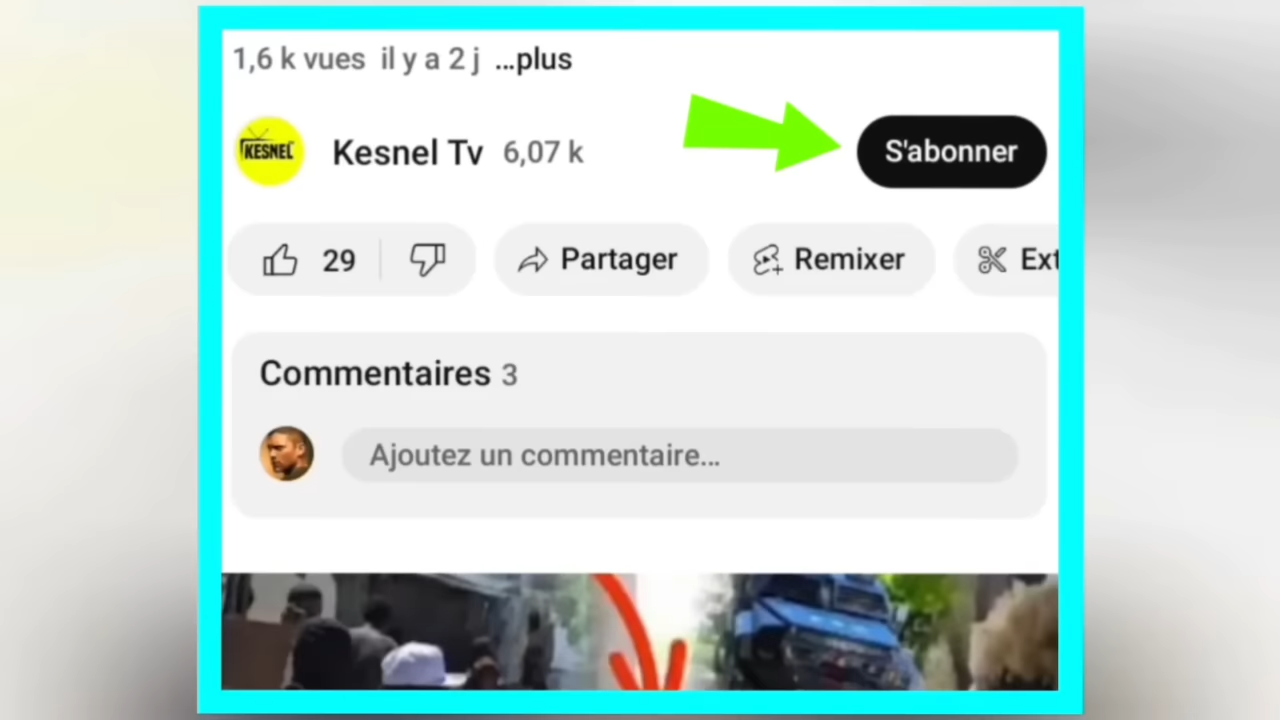 1,6 k vues il y a 2 j ...plus
KESNEL
Kesnel Tv 6,07 k
S'abonner
29
Partager
Remixer
Ext
Commentaires 3
Ajoutez un commentaire...